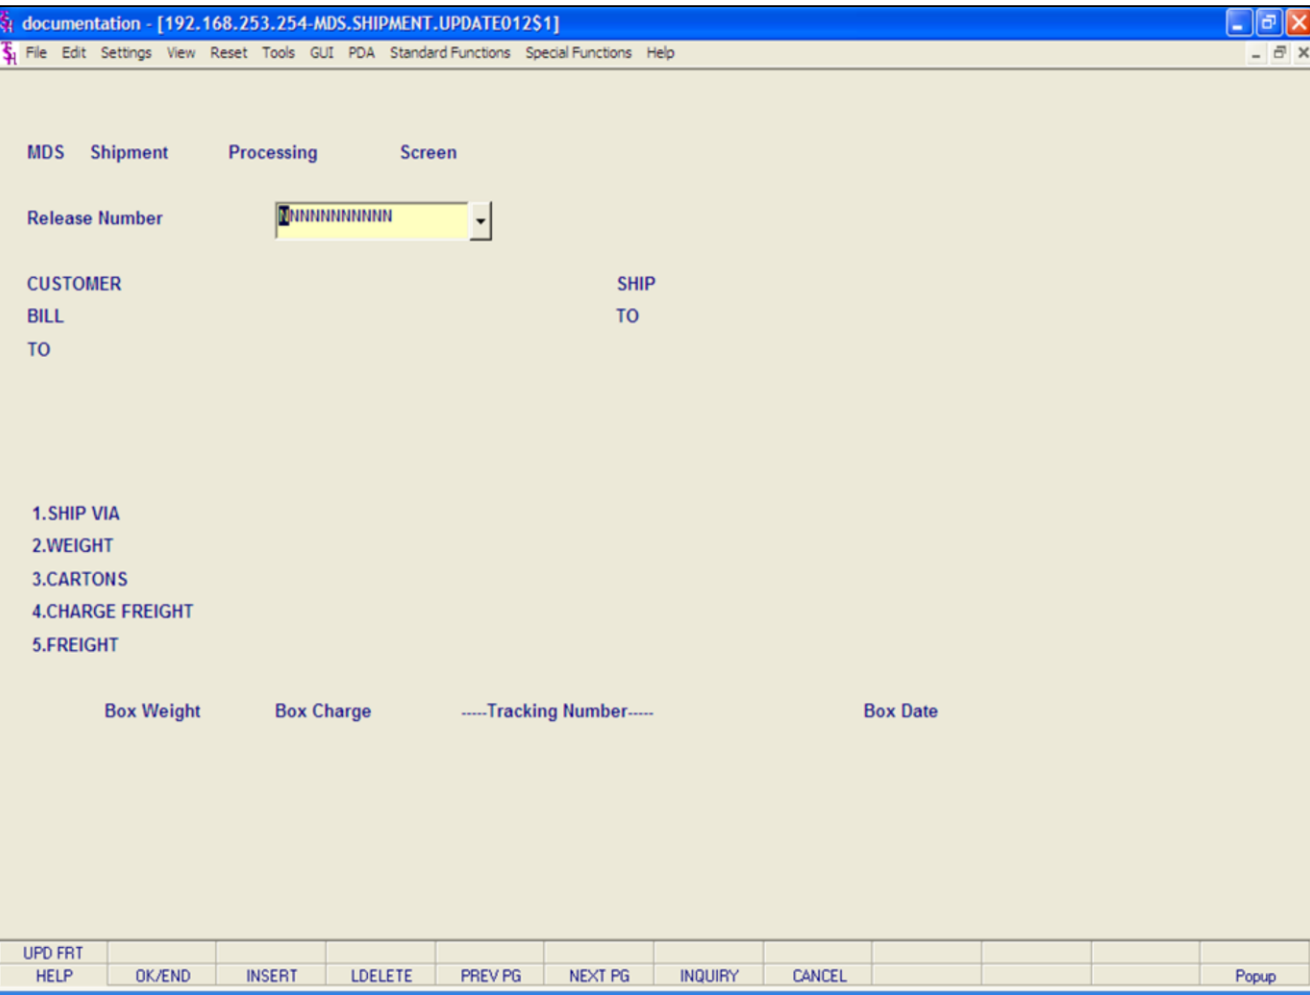 documentation - [192.168.253.254-MDS.SHIPMENT.UPDATE012$1]
File Edit Settings View Reset Tools GUI PDA Standard Functions Special Functions Help
MDS Shipment Processing Screen
Release Number NNNNNNNNNNNN
CUSTOMER SHIP
BILL TO
TO
1.SHIP VIA
2.WEIGHT
3.CARTONS
4.CHARGE FREIGHT
5.FREIGHT
Box Weight Box Charge -----Tracking Number----- Box Date
UPD FRT
HELP OK/END INSERT LDELETE PREV PG NEXT PG INQUIRY CANCEL Popup